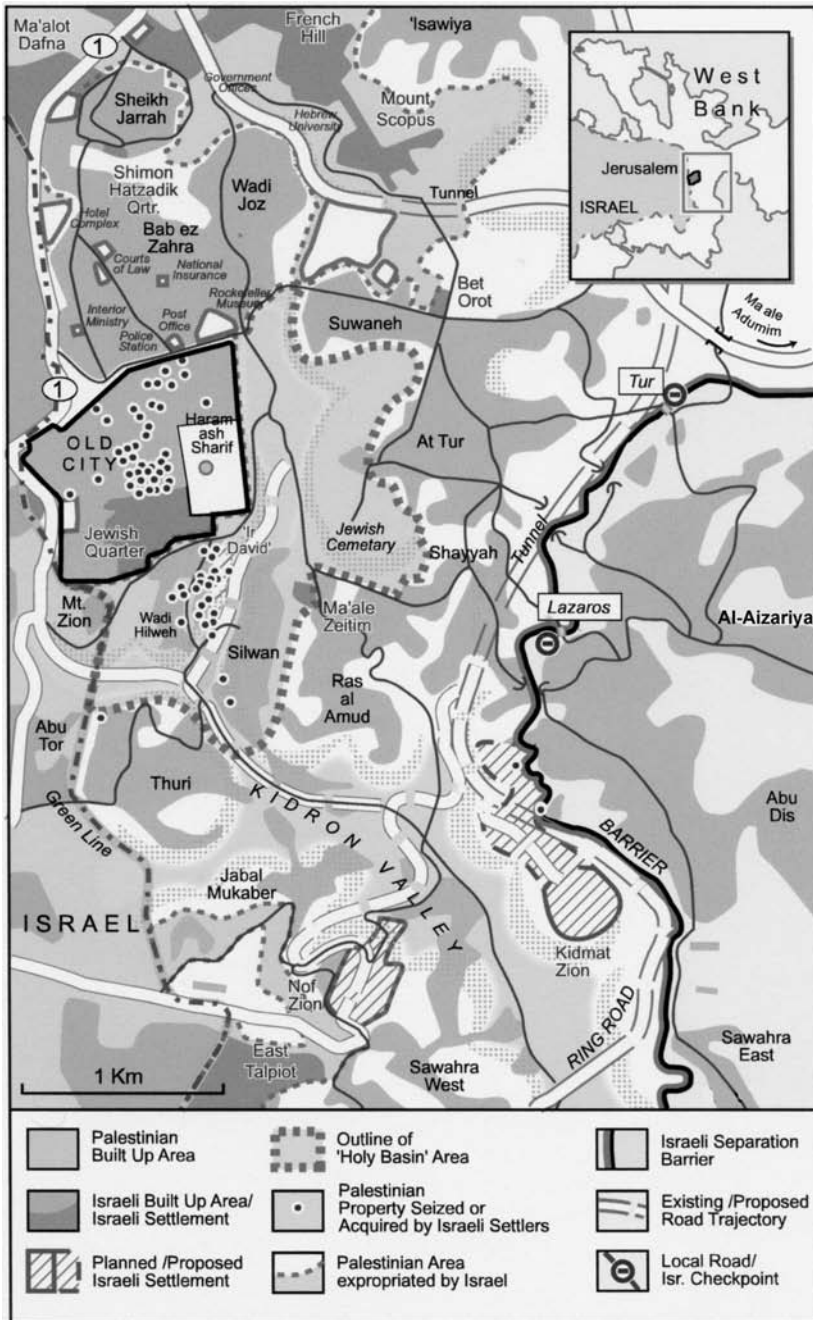 Ma'alot
Dafna
1
French
Hill
'Isawiya
Sheikh
Jarrah
Government
Offices
Hebrew
University
Mount
Scopus
West
Bank
Jerusalem
ISRAEL
Shimon
Hatzadik
Qrtr.
Wadi
Joz
Tunnel
Hotel
Complex
Bab ez
Zahra
Courts
of Law
National
Insurance
Rockefeller
Museum
Interior
Ministry
Post
Office
Police
Station
Bet
Orot
Suwaneh
Ma'ale
Adumim
1
Tur
OLD
CITY
Haram
ash
Sharif
At Tur
Jewish
Quarter
'Ir
David'
Jewish
Cemetery
Shayyah
Tunnel
Mt.
Zion
Wadi
Hilweh
Ma'ale
Zeitim
Lazaros
Al-Aizariya
Silwan
Ras
al
Amud
Abu
Tor
Thuri
Green Line
KIDRON VALLEY
BARRIER
Abu
Dis
Jabal
Mukaber
ISRAEL
Nof
Zion
Kidmat
Zion
RING ROAD
East
Talpiot
Sawahra
West
Sawahra
East
1 Km
Palestinian
Built Up Area
Outline of
'Holy Basin' Area
Israeli Separation
Barrier
Israeli Built Up Area/
Israeli Settlement
Palestinian
Property Seized or
Acquired by Israeli Settlers
Existing /Proposed
Road Trajectory
Planned /Proposed
Israeli Settlement
Palestinian Area
expropriated by Israel
Local Road/
Isr. Checkpoint